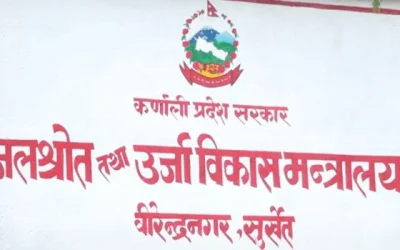 कर्णाली प्रदेश सरकार
जलश्रोत तथा उर्जा विकास मन्त्रालय
वीरेन्द्रनगर, सुर्खेत